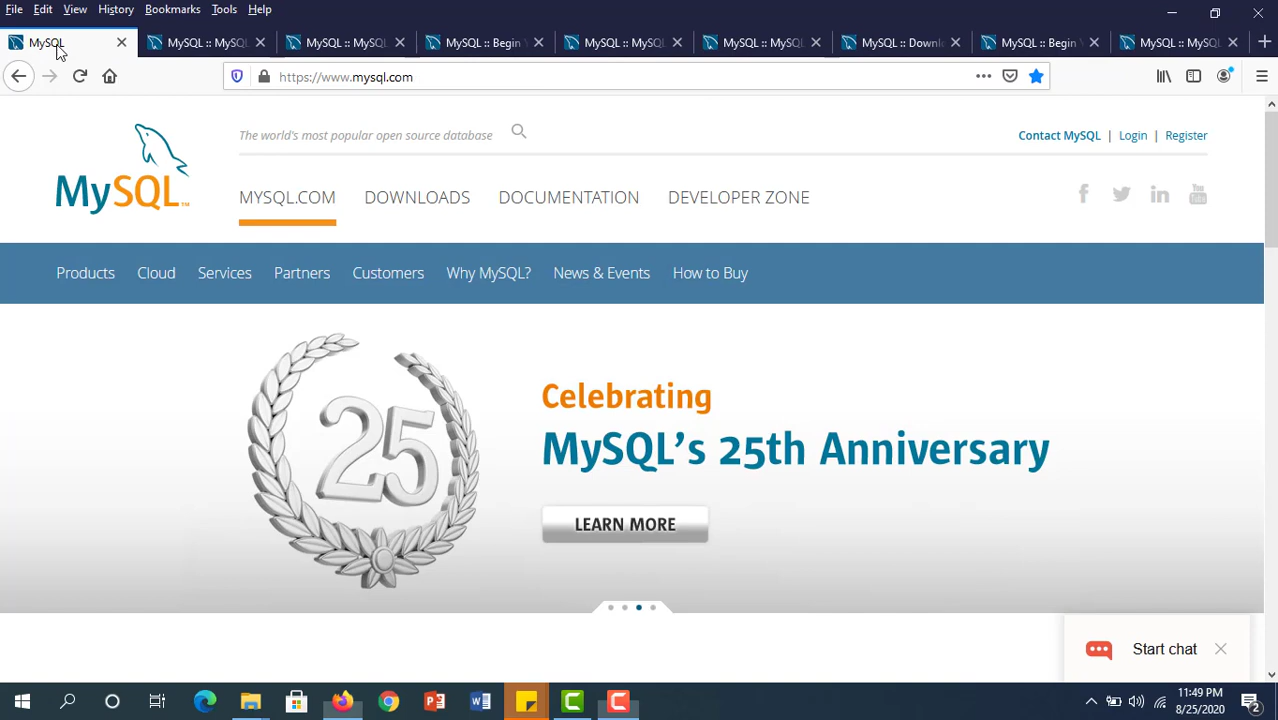 File Edit View History Bookmarks Tools Help
MySQL MySQL :: MySQL MySQL :: MySQL MySQL :: Begin Y MySQL :: MySQL MySQL :: MySQL MySQL :: Downl MySQL :: Begin Y MySQL :: MySQL
https://www.mysql.com
The world's most popular open source database
Contact MySQL | Login | Register
MySQL™
MYSQL.COM DOWNLOADS DOCUMENTATION DEVELOPER ZONE
Products Cloud Services Partners Customers Why MySQL? News & Events How to Buy
25
Celebrating
MySQL's 25th Anniversary
LEARN MORE
Start chat
11:49 PM
8/25/2020
2